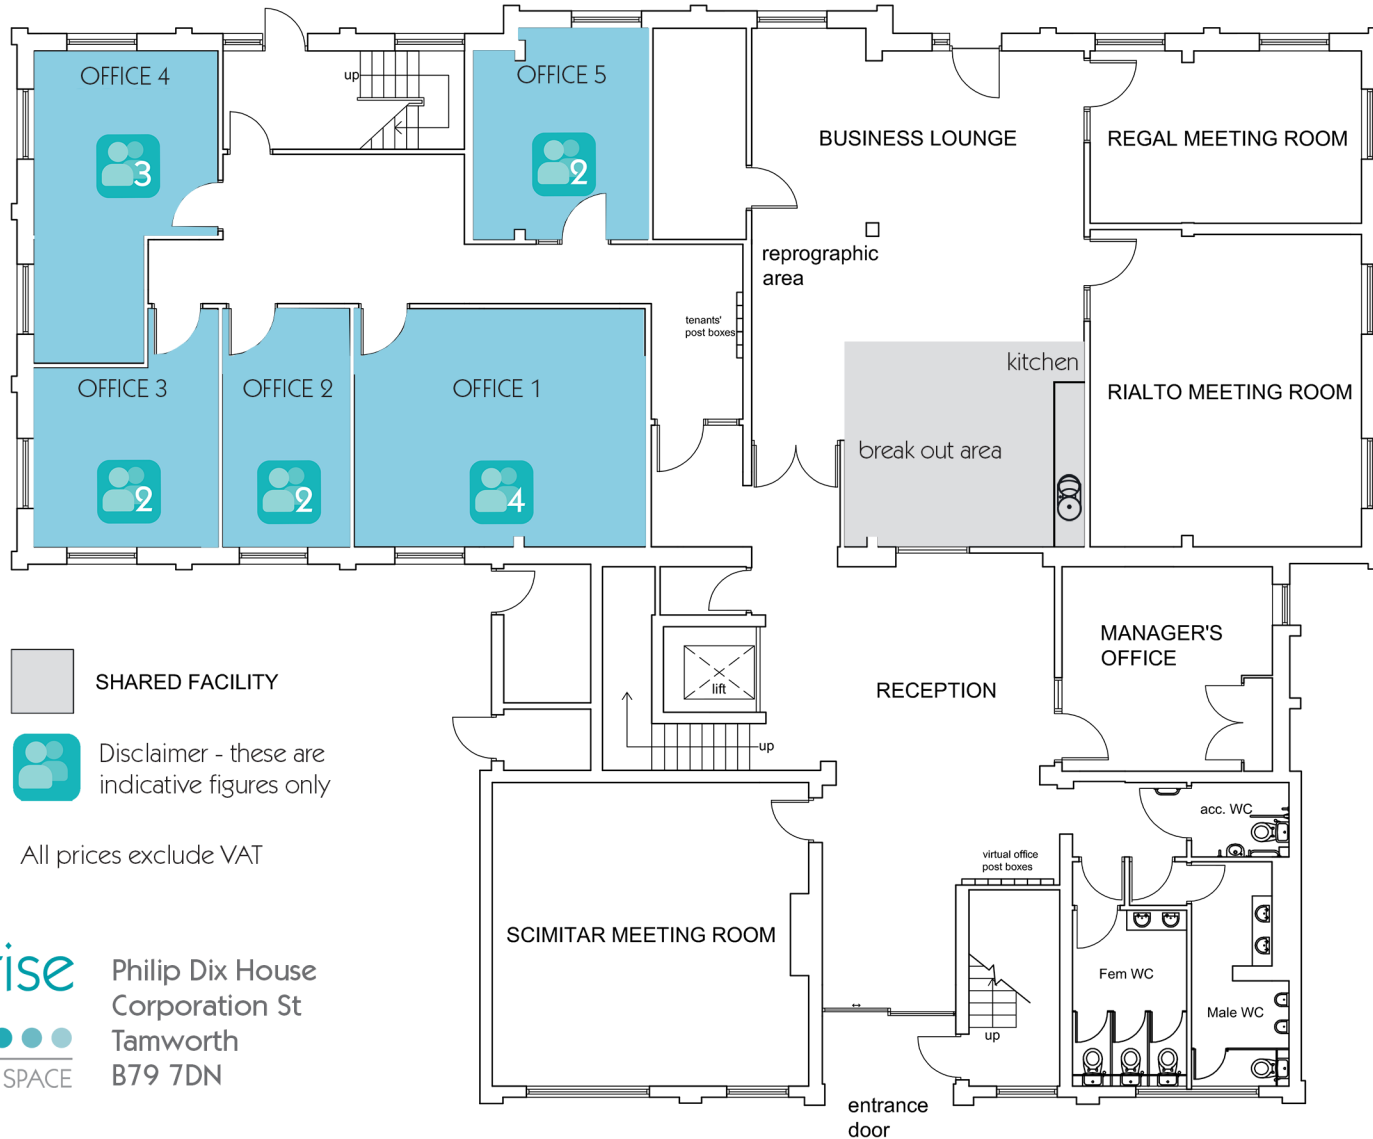 OFFICE 4
3
up
OFFICE 5
2
BUSINESS LOUNGE
REGAL MEETING ROOM
reprographic
area
tenants'
post boxes
kitchen
OFFICE 3
2
OFFICE 2
2
OFFICE 1
4
break out area
RIALTO MEETING ROOM
SHARED FACILITY
Disclaimer - these are
indicative figures only
All prices exclude VAT
lift
up
RECEPTION
MANAGER'S
OFFICE
acc. WC
virtual office
post boxes
SCIMITAR MEETING ROOM
Fem WC
Male WC
up
entrance
door
rise
SPACE
Philip Dix House
Corporation St
Tamworth
B79 7DN